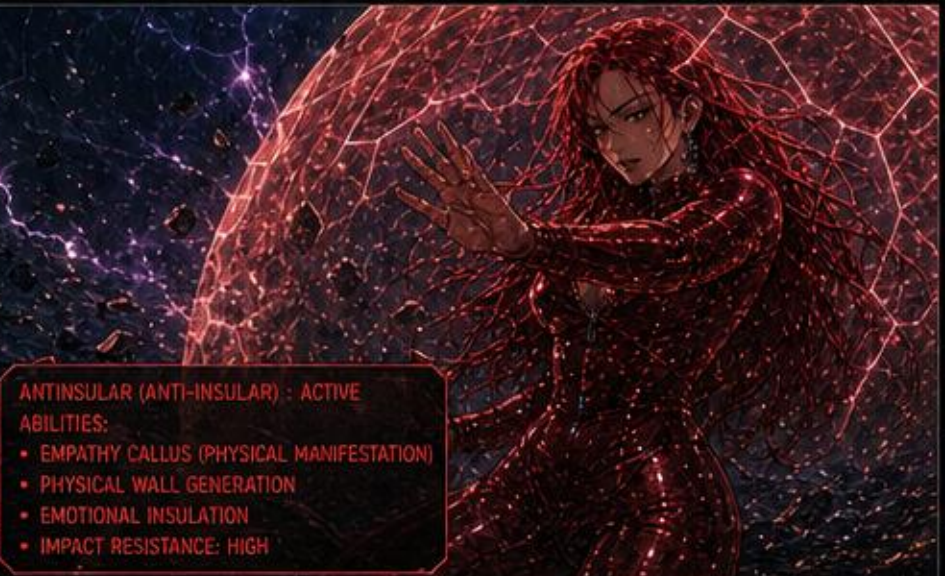 ANTINSULAR (ANTI-INSULAR) : ACTIVE
ABILITIES:
• EMPATHY CALLUS (PHYSICAL MANIFESTATION)
• PHYSICAL WALL GENERATION
• EMOTIONAL INSULATION
• IMPACT RESISTANCE: HIGH